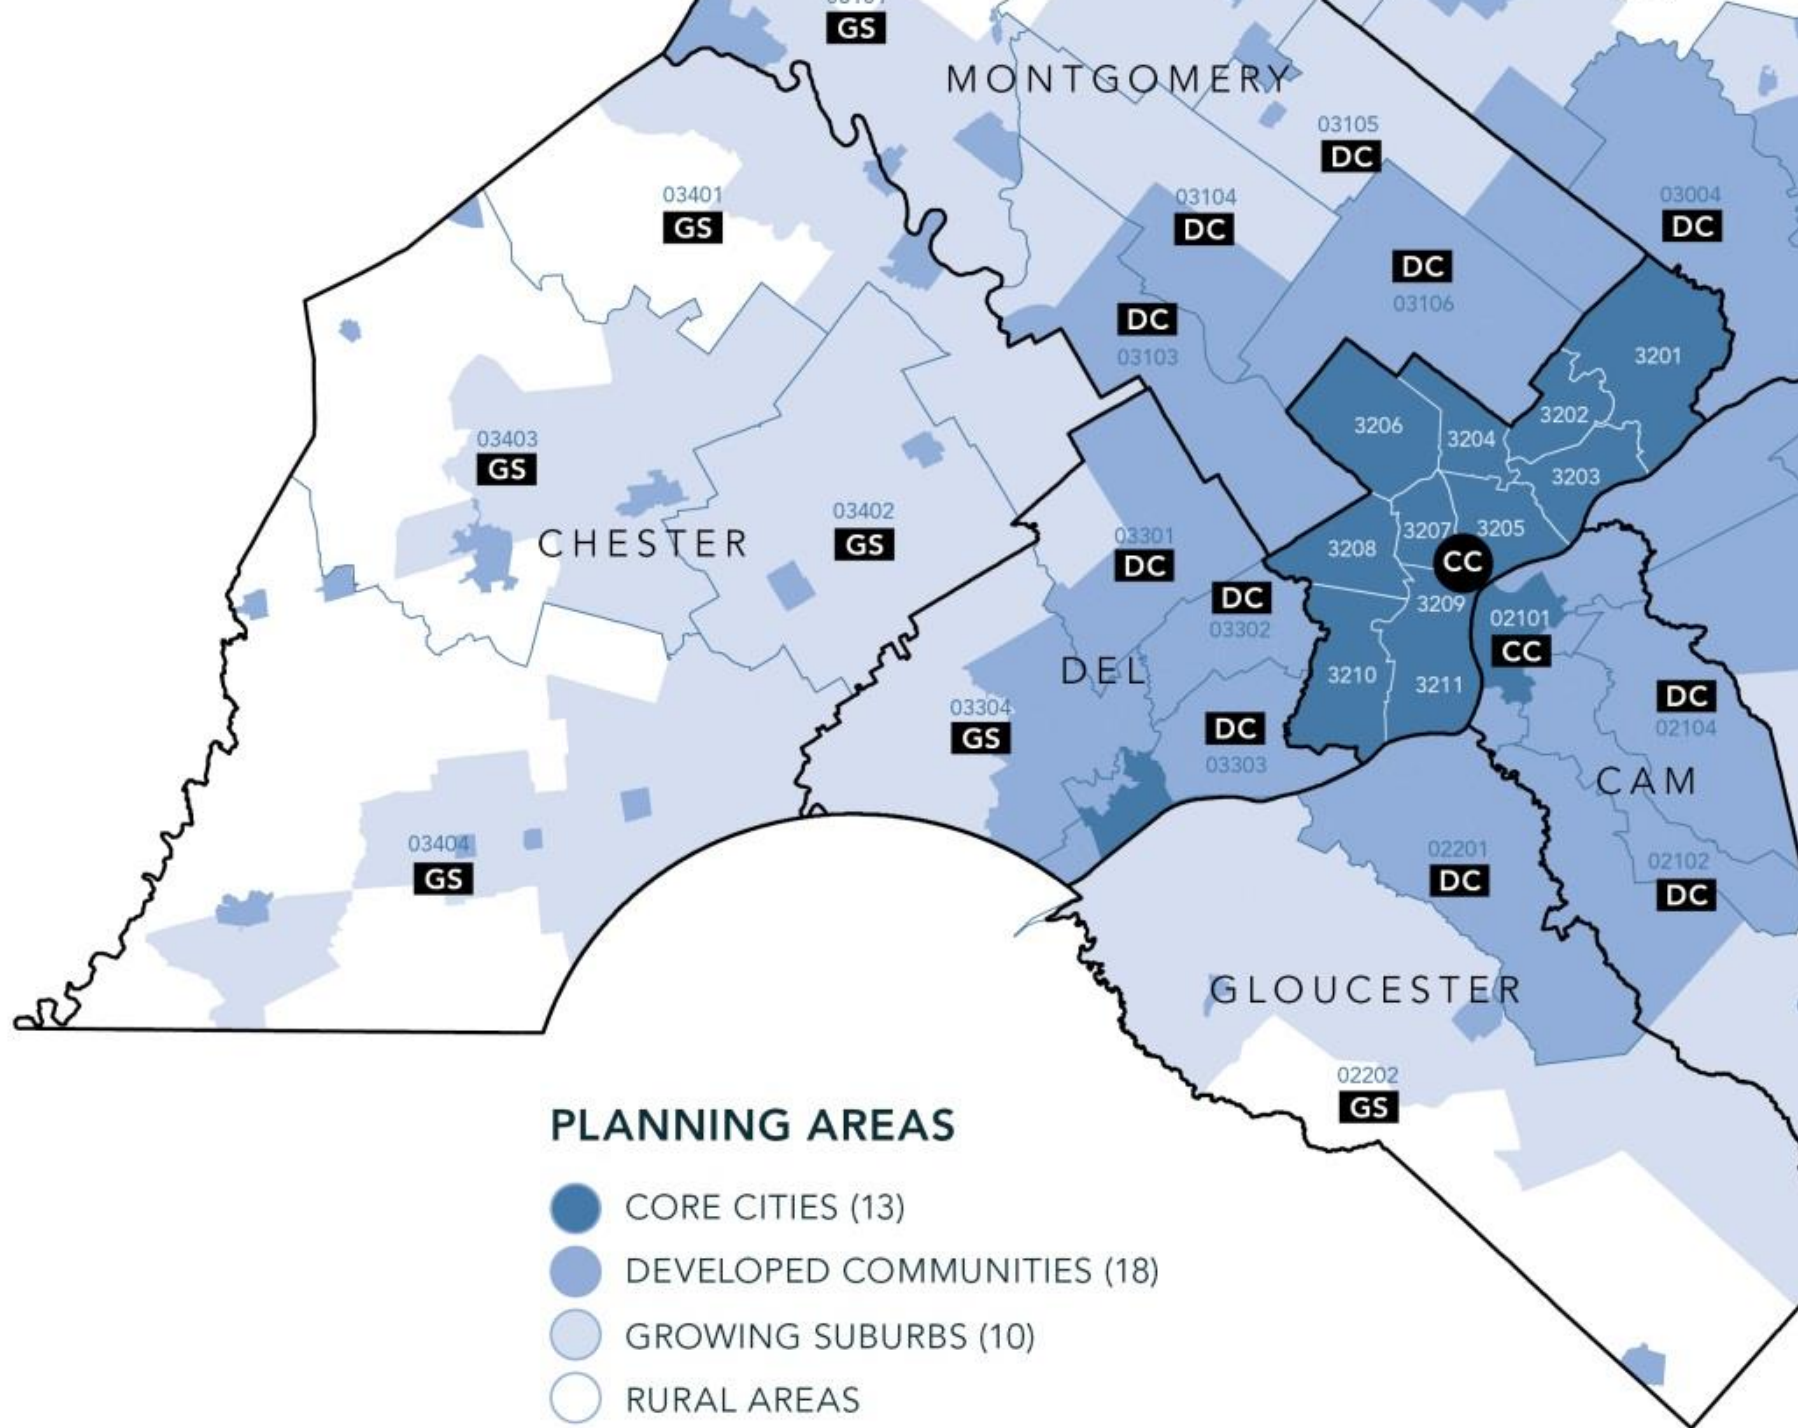 GS
MONTGOMERY
03105
DC
03401
GS
03104
DC
03004
DC
DC
03106
DC
03103
3201
3202
3206
3204
3203
03403
GS
03402
GS
CHESTER
3207
3205
3208
CC
03301
DC
DC
03302
3209
02101
CC
DEL
3210
3211
DC
02104
03304
GS
DC
03303
CAM
03404
GS
02201
DC
02102
DC
GLOUCESTER
02202
GS
PLANNING AREAS
CORE CITIES (13)
DEVELOPED COMMUNITIES (18)
GROWING SUBURBS (10)
RURAL AREAS